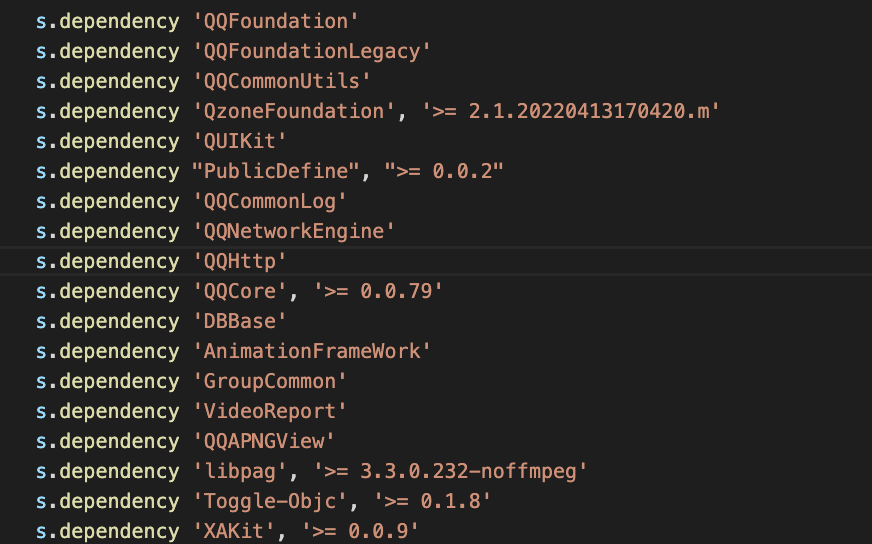 s.dependency 'QQFoundation'
s.dependency 'QQFoundationLegacy'
s.dependency 'QQCommonUtils'
s.dependency 'QzoneFoundation', '>= 2.1.20220413170420.m'
s.dependency 'QUIKit'
s.dependency "PublicDefine", ">= 0.0.2"
s.dependency 'QQCommonLog'
s.dependency 'QQNetworkEngine'
s.dependency 'QQHttp'
s.dependency 'QQCore', '>= 0.0.79'
s.dependency 'DBBase'
s.dependency 'AnimationFrameWork'
s.dependency 'GroupCommon'
s.dependency 'VideoReport'
s.dependency 'QQAPNGView'
s.dependency 'libpag', '>= 3.3.0.232-noffmpeg'
s.dependency 'Toggle-Objc', '>= 0.1.8'
s.dependency 'XAKit', '>= 0.0.9'